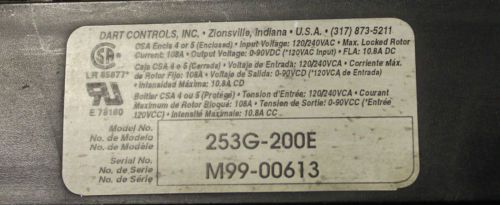 DART CONTROLS, INC. • Zionsville, Indiana • U.S.A. (317) 873-5211
CSA Encls 4 or 5 (Enclosed) • Input Voltage: 120/240VAC • Max. Locked Rotor
Current: 108A • Output Voltage: 0-90VDC (*120VAC Input) • FLA: 10.8A DC
Caja CSA 4 o 5 (Cerrada) • Voltaje de Entrada: 120/240VCA • Corriente Máx.
de Rotor Fijo: 108A • Voltaje de Salida: 0-90VCD (*120VCA de Entrada)
• Intensidad Máxima: 10.8A CD
Boîtier CSA 4 ou 5 (Protégé) • Tension d'Entrée: 120/240VCA • Courant
Maximum de Rotor Bloqué: 108A • Tension de Sortie: 0-90VCC (*Entrée
120VCC) • Intensité Maximale: 10.8A CC
LR 65877
E 78180
Model No.
No. de Modelo
No. de Modèle
253G-200E
Serial No.
No. de Serie
No. de Série
M99-00613